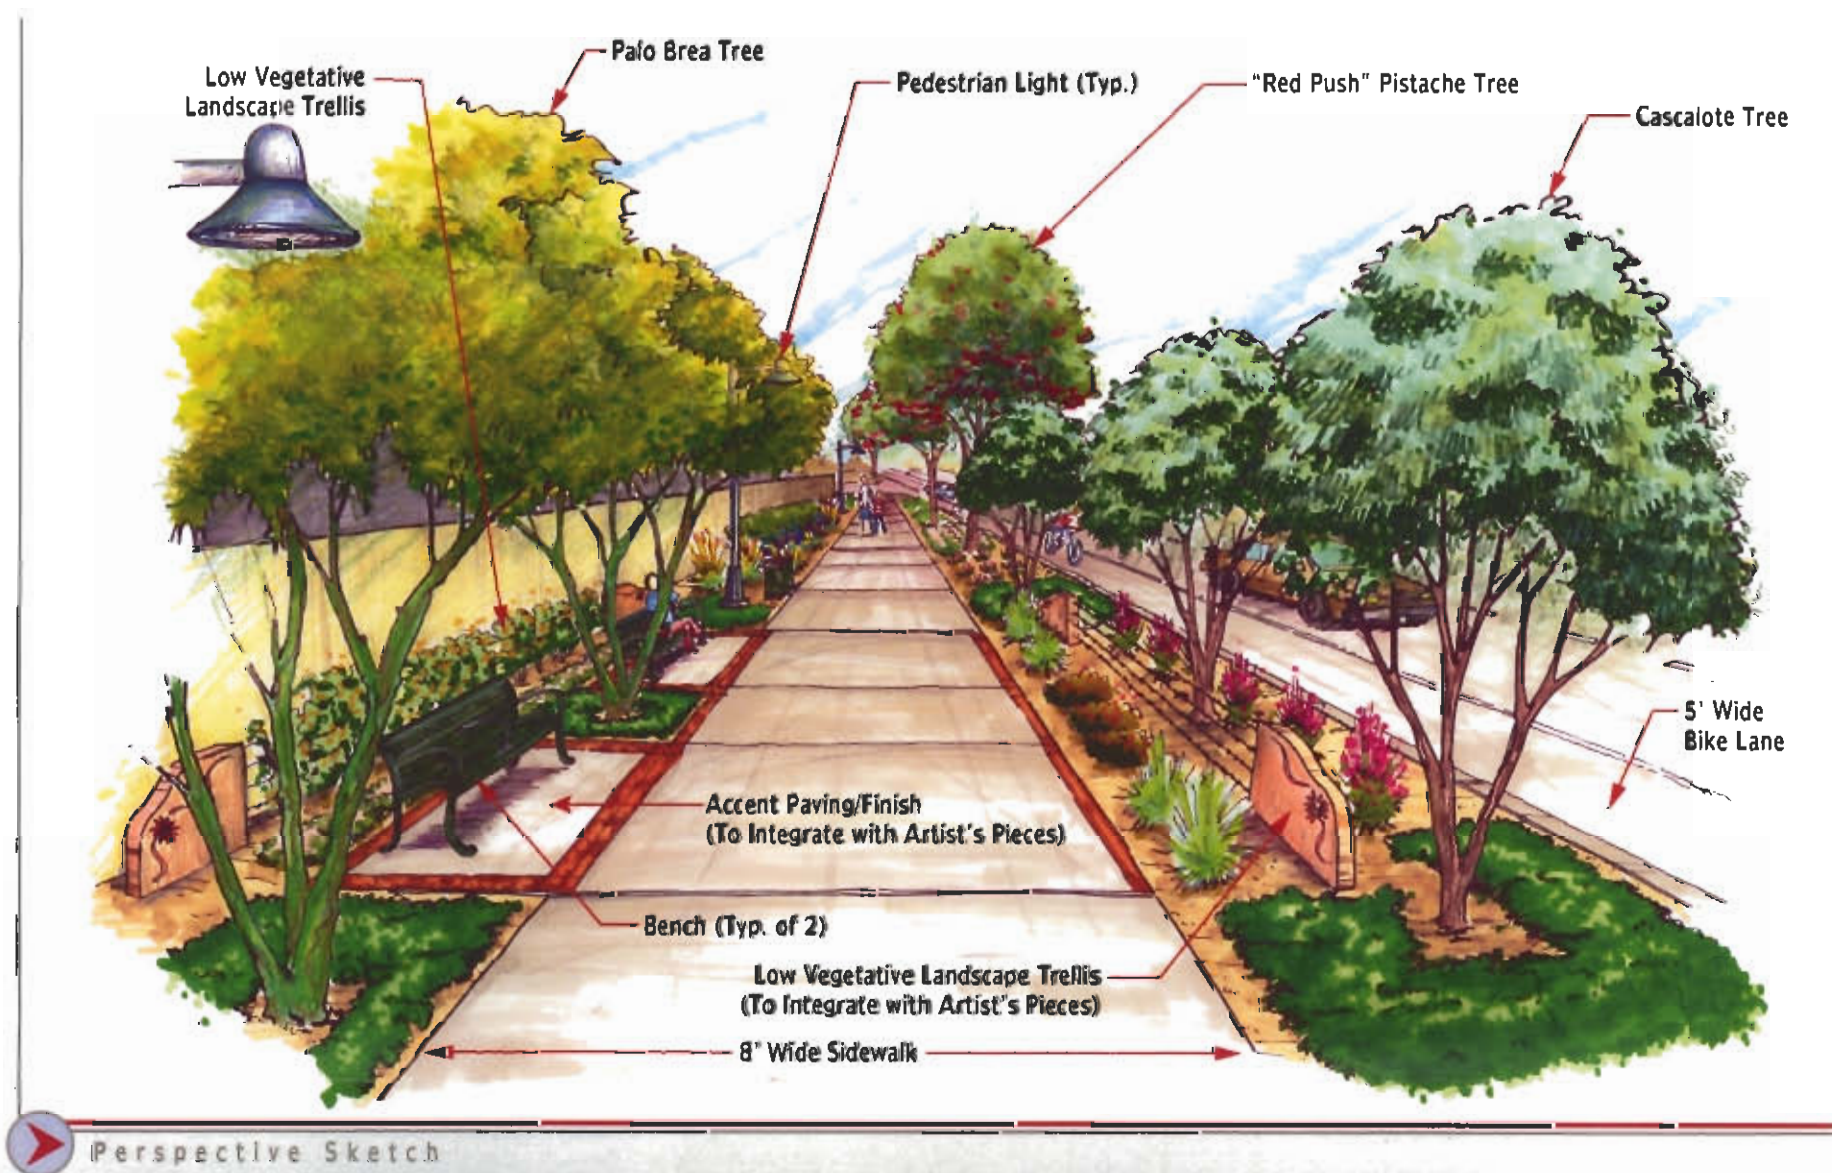 Palo Brea Tree
Low Vegetative
Landscape Trellis
Pedestrian Light (Typ.)
"Red Push" Pistache Tree
Cascalote Tree
5' Wide
Bike Lane
Accent Paving/Finish
(To Integrate with Artist's Pieces)
Bench (Typ. of 2)
Low Vegetative Landscape Trellis
(To Integrate with Artist's Pieces)
8' Wide Sidewalk
Perspective Sketch